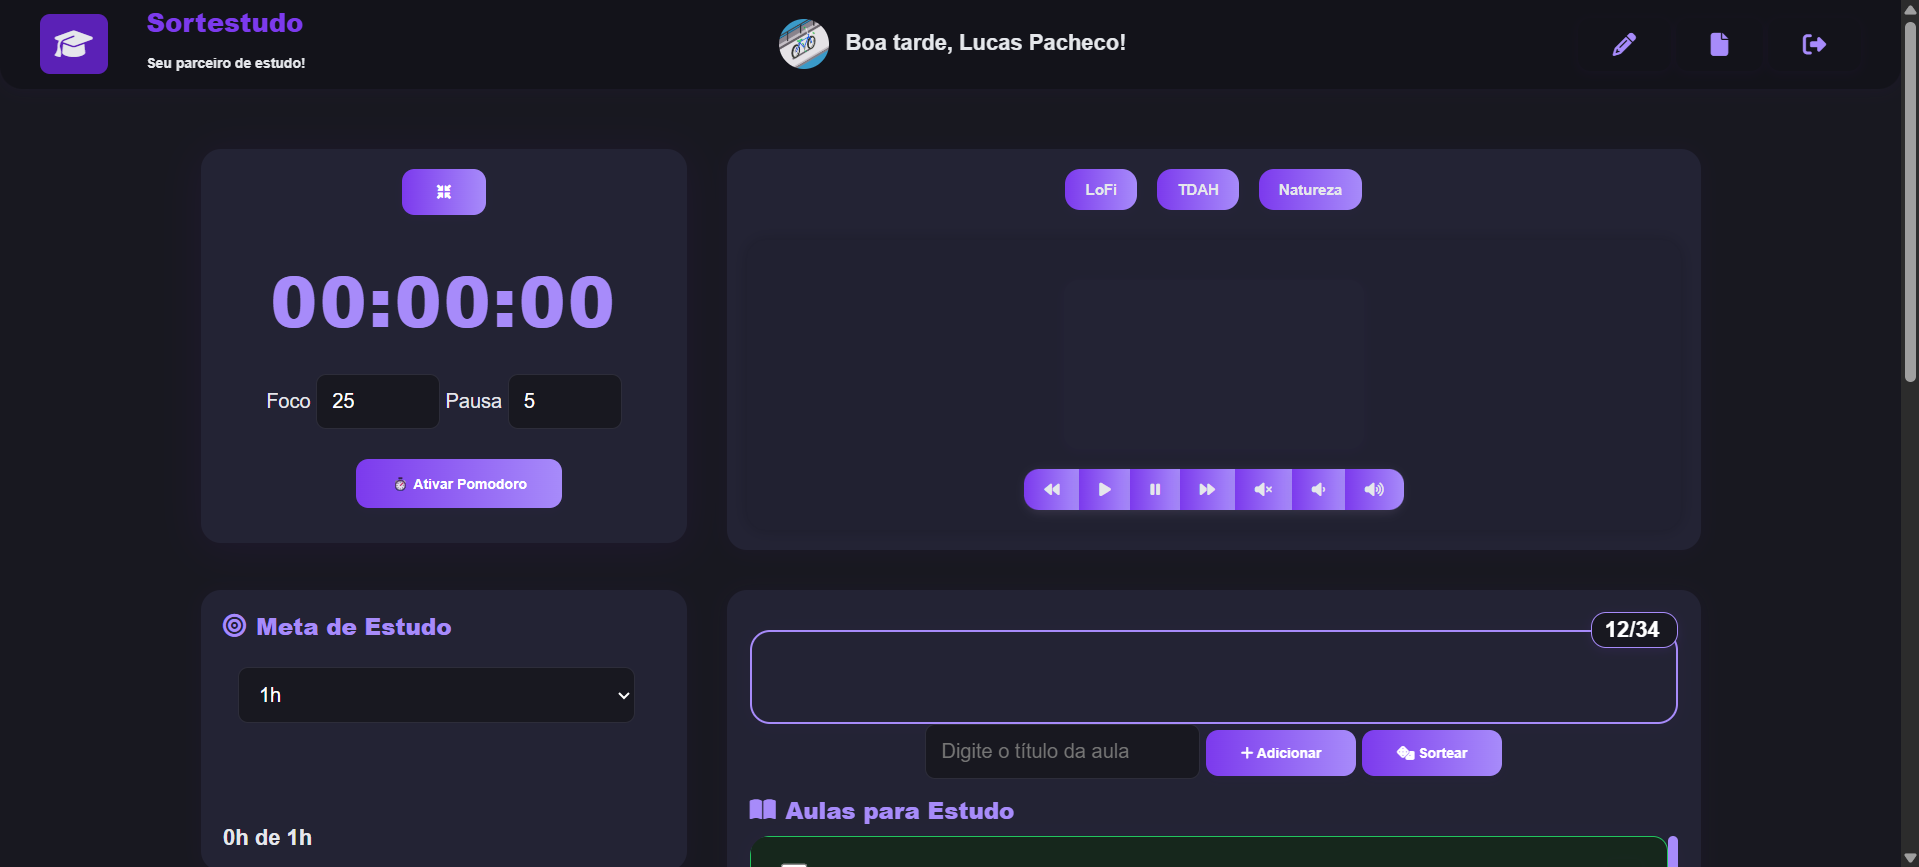 Sortestudo
Seu parceiro de estudo!
Boa tarde, Lucas Pacheco!
00:00:00
Foco 25 Pausa 5
Ativar Pomodoro
LoFi TDAH Natureza
Meta de Estudo
1h
0h de 1h
12/34
Digite o título da aula + Adicionar Sortear
Aulas para Estudo